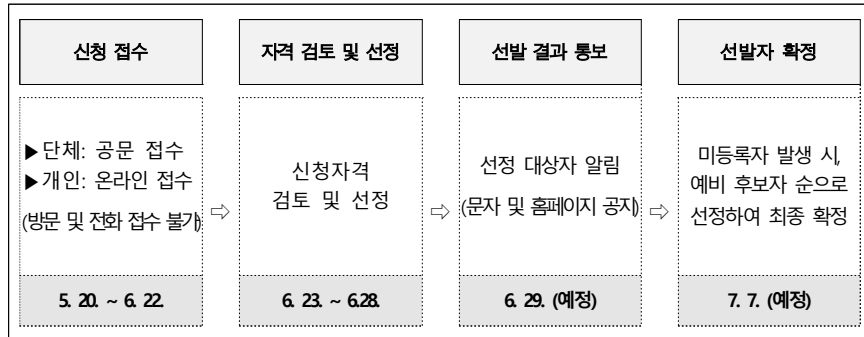 신청 접수
▶단체: 공문 접수
▶개인: 온라인 접수
(방문 및 전화 접수 불가)
5. 20. ~ 6. 22.
⇨
자격 검토 및 선정
신청자격
검토 및 선정
6. 23. ~ 6.28.
⇨
선발 결과 통보
선정 대상자 알림
(문자 및 홈페이지 공지)
6. 29. (예정)
⇨
선발자 확정
미등록자 발생 시,
예비 후보자 순으로
선정하여 최종 확정
7. 7. (예정)